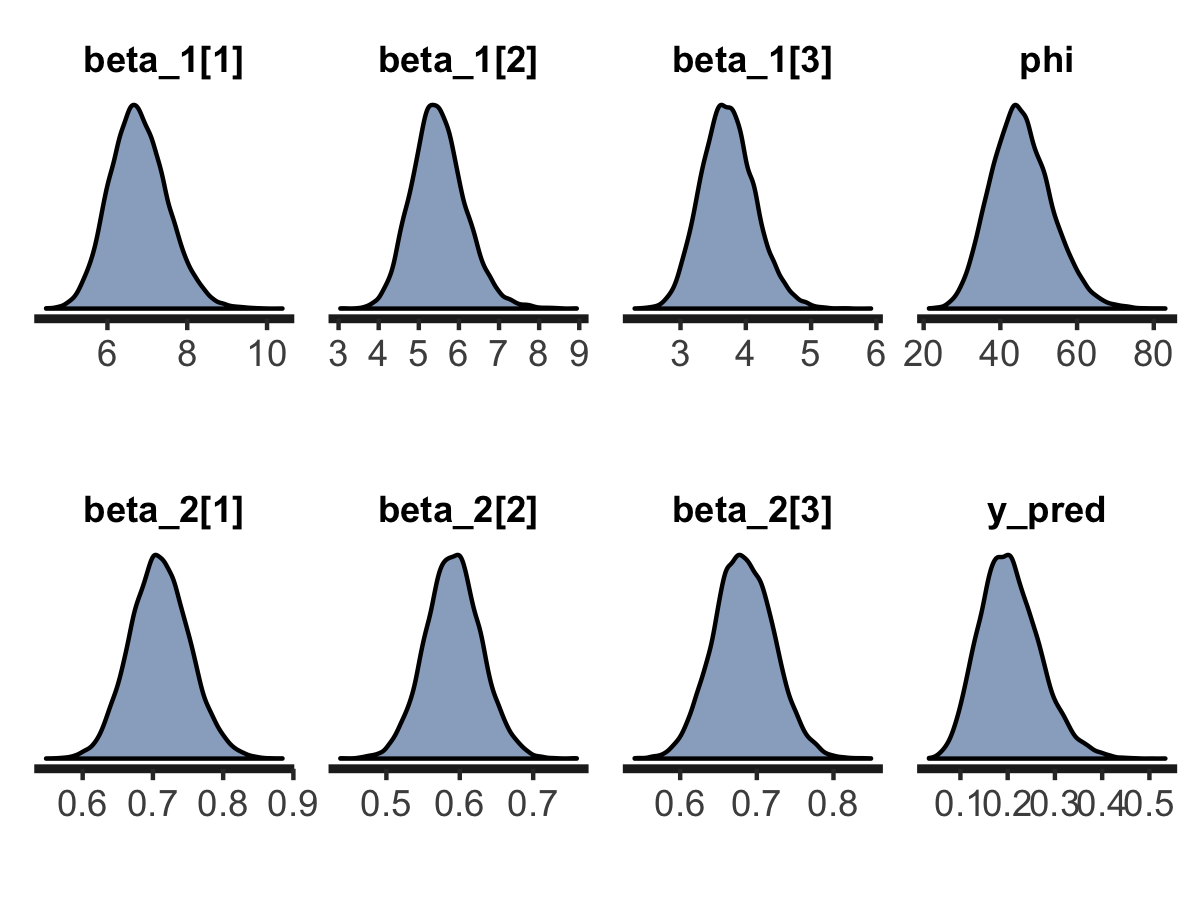 beta_1[1] beta_1[2] beta_1[3] phi
6 8 10 3 4 5 6 7 8 9 3 4 5 6 20 40 60 80
beta_2[1] beta_2[2] beta_2[3] y_pred
0.6 0.7 0.8 0.9 0.5 0.6 0.7 0.6 0.7 0.8 0.1 0.2 0.3 0.4 0.5